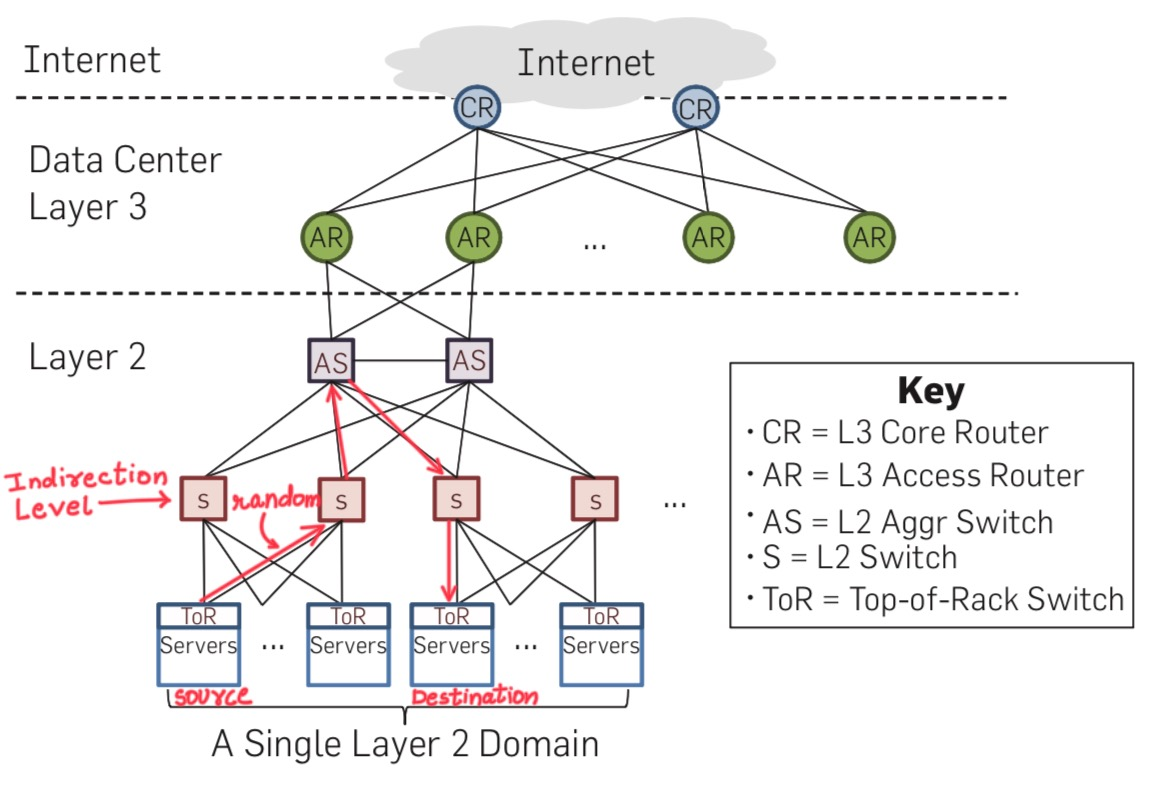 Internet
Internet
CR
CR
Data Center
Layer 3
AR
AR
...
AR
AR
Layer 2
AS
AS
Key
· CR = L3 Core Router
· AR = L3 Access Router
· AS = L2 Aggr Switch
· S = L2 Switch
· ToR = Top-of-Rack Switch
Indirection
Level
random
S
S
S
S
...
ToR
ToR
ToR
ToR
Servers
...
Servers
Servers
...
Servers
source
Destination
A Single Layer 2 Domain